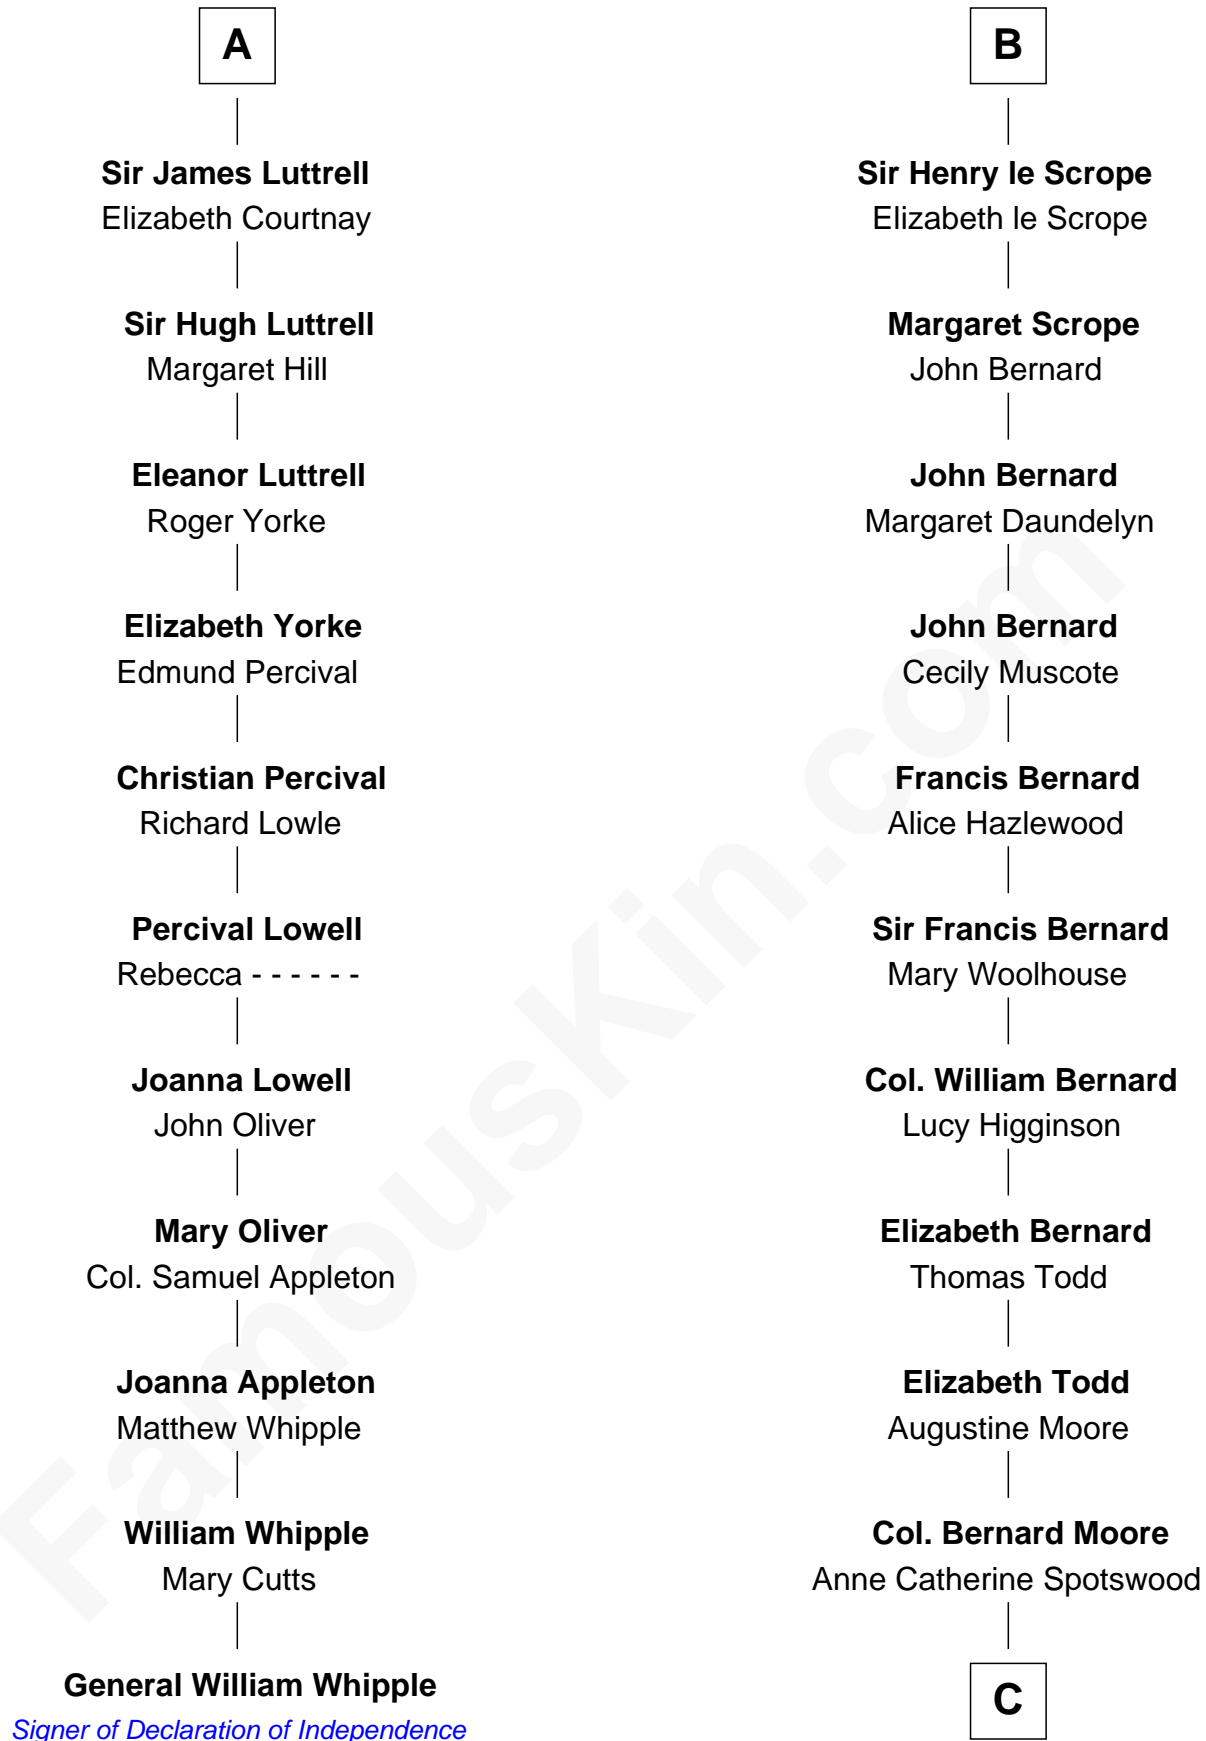 A
Sir James Luttrell
Elizabeth Courtnay
Sir Hugh Luttrell
Margaret Hill
Eleanor Luttrell
Roger Yorke
Elizabeth Yorke
Edmund Percival
Christian Percival
Richard Lowle
Percival Lowell
Rebecca - - - - - -
Joanna Lowell
John Oliver
Mary Oliver
Col. Samuel Appleton
Joanna Appleton
Matthew Whipple
William Whipple
Mary Cutts
General William Whipple
Signer of Declaration of Independence
B
Sir Henry le Scrope
Elizabeth le Scrope
Margaret Scrope
John Bernard
John Bernard
Margaret Daundelyn
John Bernard
Cecily Muscote
Francis Bernard
Alice Hazlewood
Sir Francis Bernard
Mary Woolhouse
Col. William Bernard
Lucy Higginson
Elizabeth Bernard
Thomas Todd
Elizabeth Todd
Augustine Moore
Col. Bernard Moore
Anne Catherine Spotswood
C
FamousKin.com